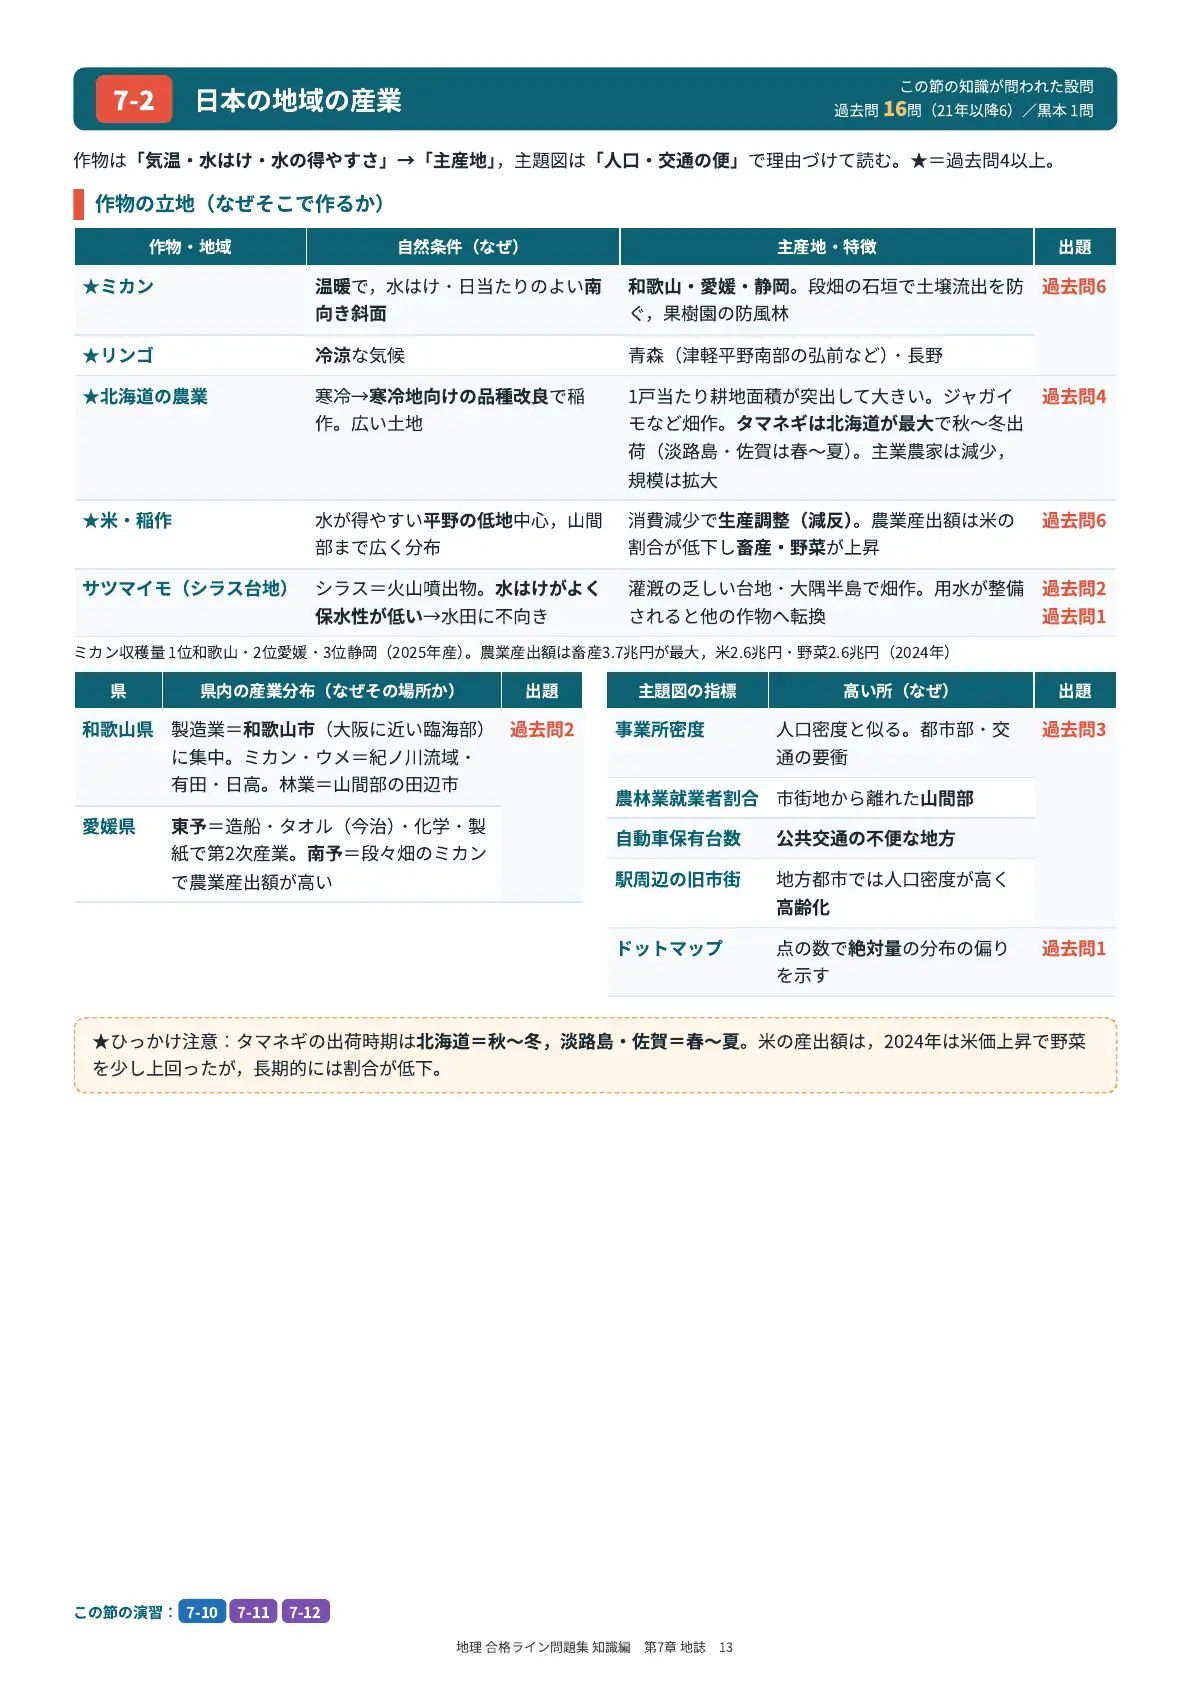 7-2 日本の地域の産業
この節の知識が問われた設問
過去問 16問（21年以降6）／黒本 1問
作物は「気温・水はけ・水の得やすさ」→「主産地」，主題図は「人口・交通の便」で理由づけて読む。★＝過去問4以上。
作物の立地（なぜそこで作るか）
作物・地域 自然条件（なぜ） 主産地・特徴 出題
★ミカン 温暖で，水はけ・日当たりのよい南 和歌山・愛媛・静岡。段畑の石垣で土壌流出を防 過去問6
向き斜面 ぐ，果樹園の防風林
★リンゴ 冷涼な気候 青森（津軽平野南部の弘前など）・長野
★北海道の農業 寒冷→寒冷地向けの品種改良で稲 1戸当たり耕地面積が突出して大きい。ジャガイ 過去問4
作。広い土地 モなど畑作。タマネギは北海道が最大で秋〜冬出
荷（淡路島・佐賀は春〜夏）。主業農家は減少，
規模は拡大
★米・稲作 水が得やすい平野の低地中心，山間 消費減少で生産調整（減反）。農業産出額は米の 過去問6
部まで広く分布 割合が低下し畜産・野菜が上昇
サツマイモ（シラス台地） シラス＝火山噴出物。水はけがよく 灌漑の乏しい台地・大隅半島で畑作。用水が整備 過去問2
保水性が低い→水田に不向き されると他の作物へ転換 過去問1
ミカン収穫量1位和歌山・2位愛媛・3位静岡（2025年産）。農業産出額は畜産3.7兆円が最大，米2.6兆円・野菜2.6兆円（2024年）
県 県内の産業分布（なぜその場所か） 出題
和歌山県 製造業＝和歌山市（大阪に近い臨海部） 過去問2
に集中。ミカン・ウメ＝紀ノ川流域・
有田・日高。林業＝山間部の田辺市
愛媛県 東予＝造船・タオル（今治）・化学・製
紙で第2次産業。南予＝段々畑のミカン
で農業産出額が高い
主題図の指標 高い所（なぜ） 出題
事業所密度 人口密度と似る。都市部・交 過去問3
通の要衝
農林業就業者割合 市街地から離れた山間部
自動車保有台数 公共交通の不便な地方
駅周辺の旧市街 地方都市では人口密度が高く
高齢化
ドットマップ 点の数で絶対量の分布の偏り 過去問1
を示す
★ひっかけ注意：タマネギの出荷時期は北海道＝秋〜冬，淡路島・佐賀＝春〜夏。米の産出額は，2024年は米価上昇で野菜
を少し上回ったが，長期的には割合が低下。
この節の演習： 7-10 7-11 7-12
地理 合格ライン問題集 知識編 第7章 地誌 13